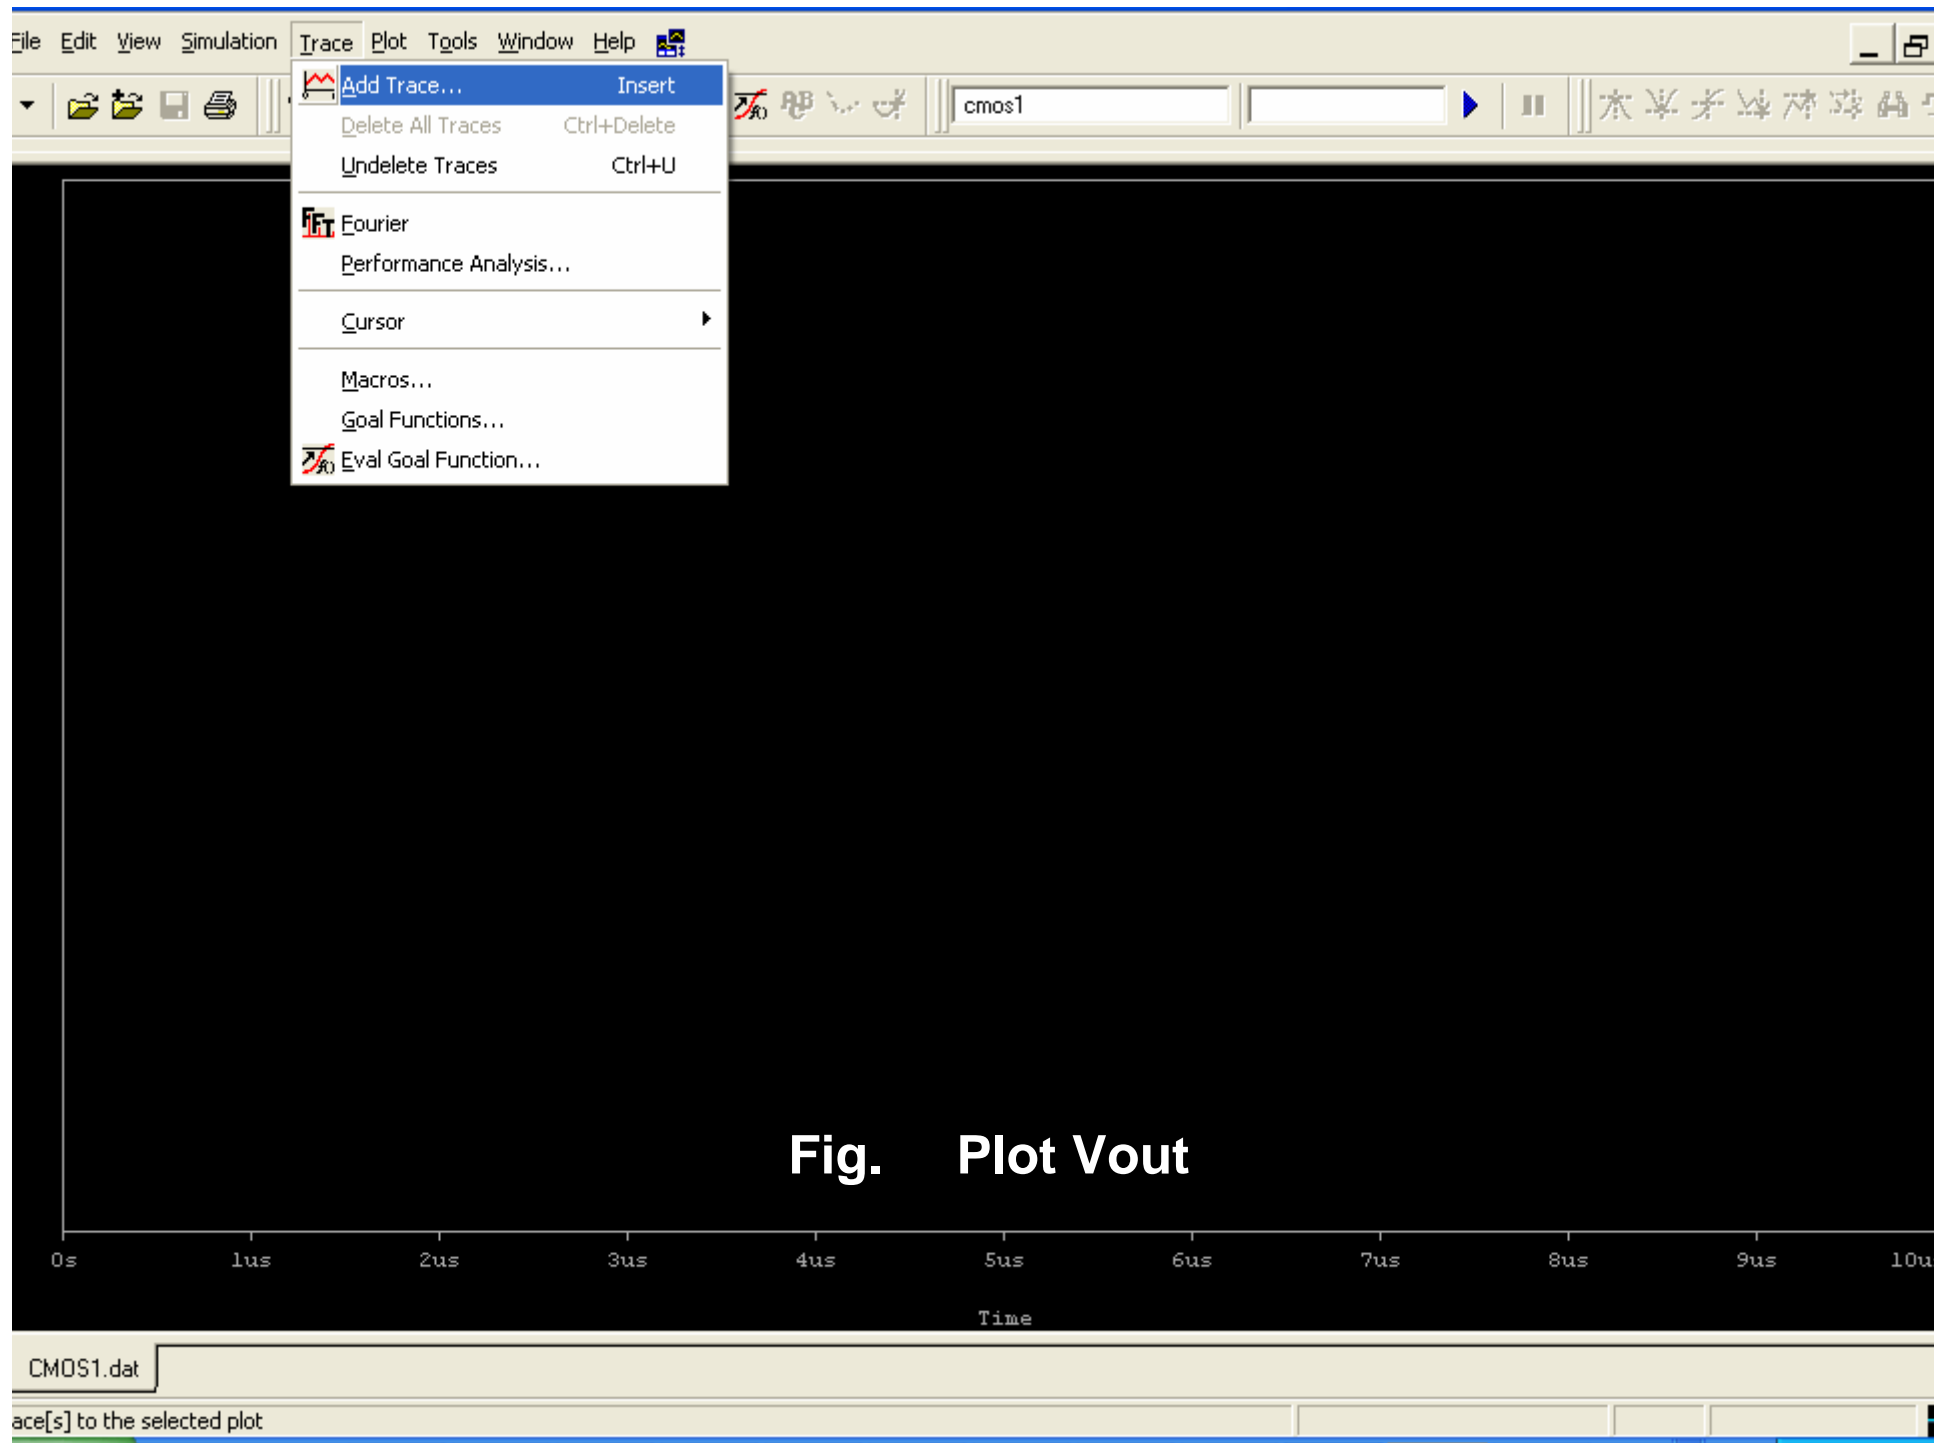 File Edit View Simulation Trace Plot Tools Window Help
Add Trace... Insert
cmos1
Delete All Traces Ctrl+Delete
Undelete Traces Ctrl+U
FFT Fourier
Performance Analysis...
Cursor
Macros...
Goal Functions...
Eval Goal Function...
Fig. Plot Vout
0s 1us 2us 3us 4us 5us 6us 7us 8us 9us 10u
Time
CMOS1.dat
ace[s] to the selected plot